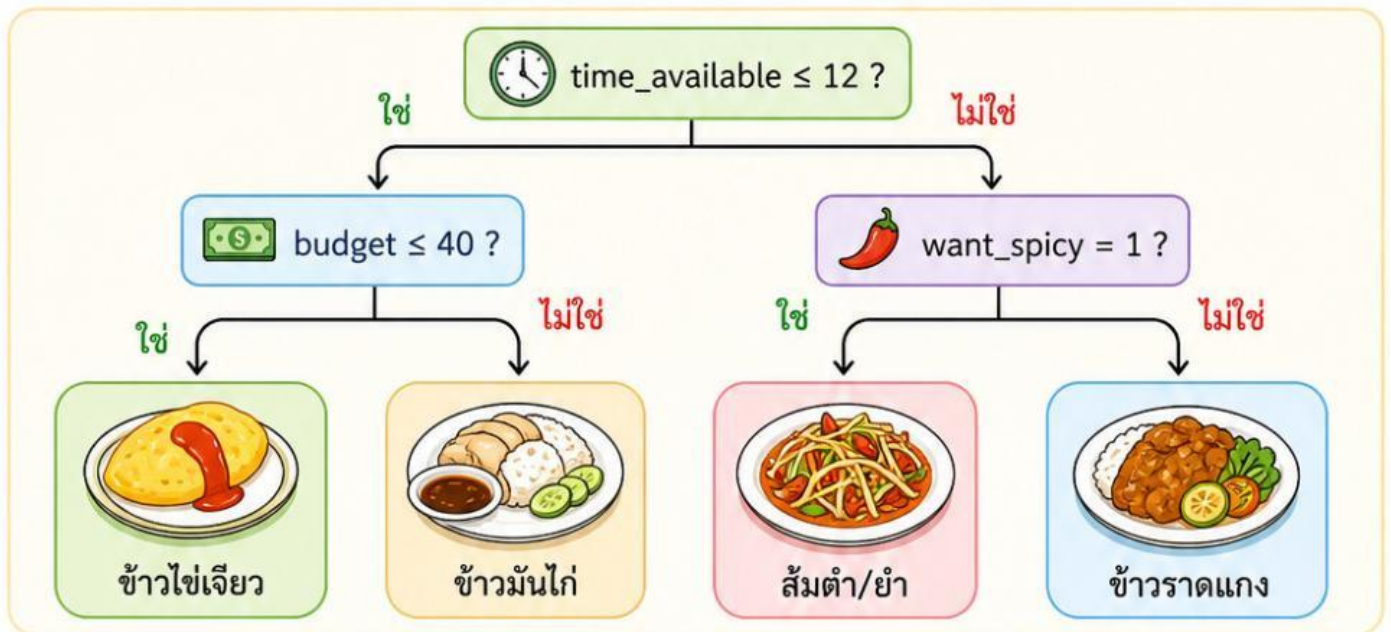 time_available ≤ 12 ?
ใช่
ไม่ใช่
budget ≤ 40 ?
want_spicy = 1 ?
ใช่
ไม่ใช่
ใช่
ไม่ใช่
ข้าวไข่เจียว
ข้าวมันไก่
ส้มตำ/ยำ
ข้าวราดแกง